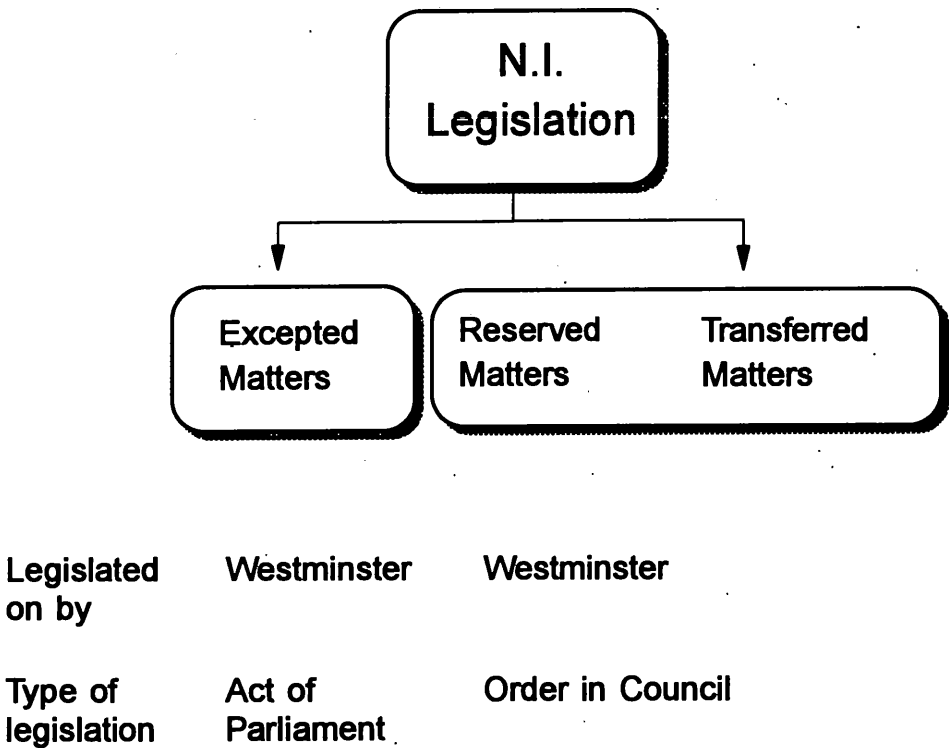 N.I.
Legislation
Excepted
Matters
Reserved
Matters
Transferred
Matters
Legislated
on by
Westminster
Westminster
Type of
legislation
Act of
Parliament
Order in Council